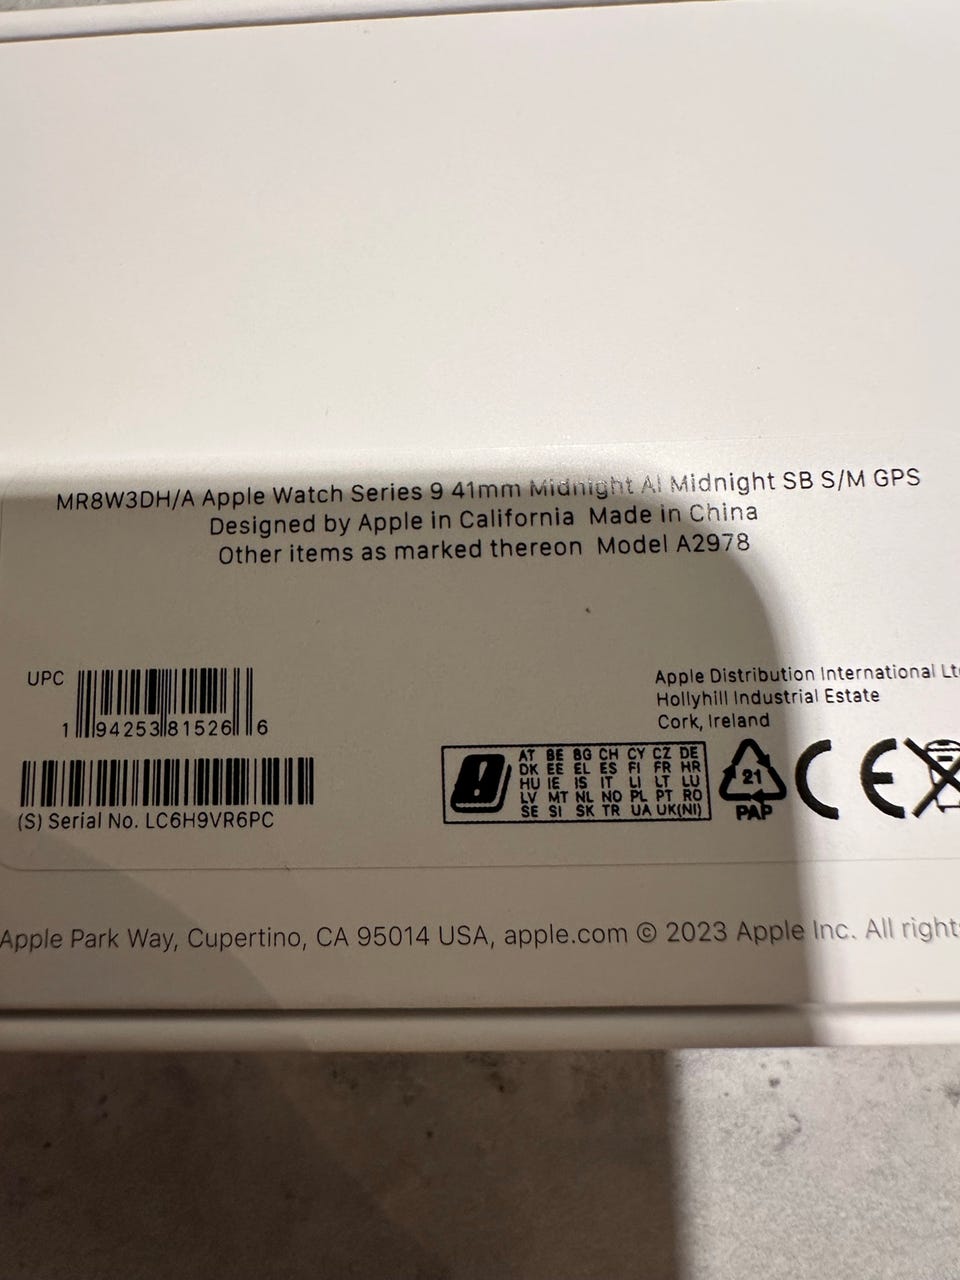 MR8W3DH/A Apple Watch Series 9 41mm Midnight Al Midnight SB S/M GPS
Designed by Apple in California Made in China
Other items as marked thereon Model A2978
UPC
1 94253 81526 6
(S) Serial No. LC6H9VR6PC
Apple Distribution International Lt
Hollyhill Industrial Estate
Cork, Ireland
AT BE BG CH CY CZ DE
DK EE EL ES FI FR HR
HU IE IS IT LI LT LU
LV MT NL NO PL PT RO
SE SI SK TR UA UK(NI)
21
PAP
CE
Apple Park Way, Cupertino, CA 95014 USA, apple.com © 2023 Apple Inc. All right